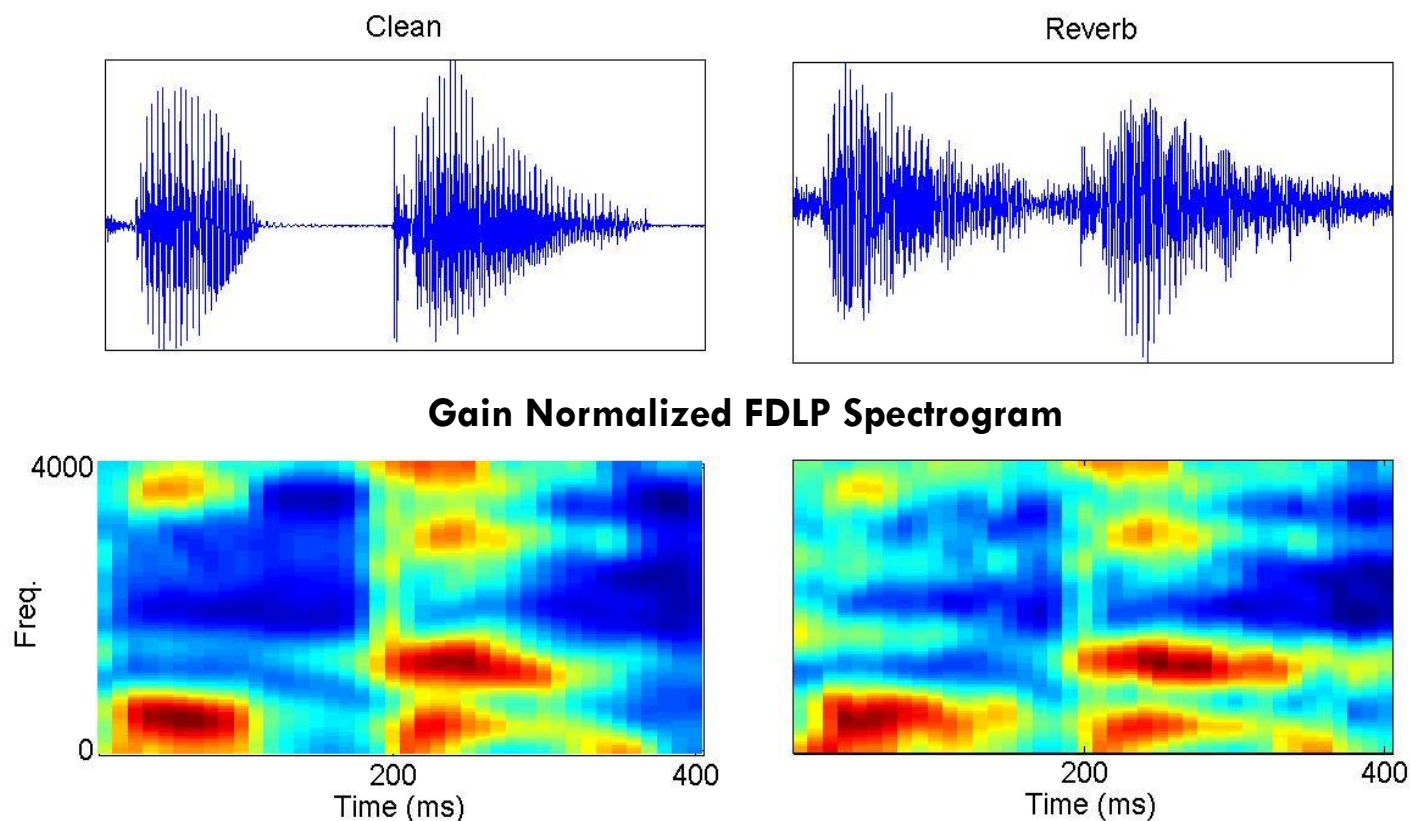 Clean
Reverb
Gain Normalized FDLP Spectrogram
4000
Freq.
0
200
400
Time (ms)
200
400
Time (ms)